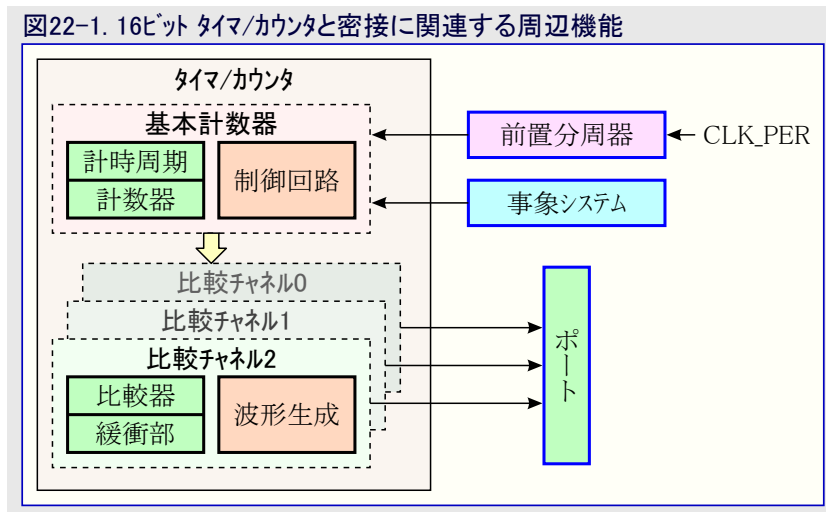 図22-1. 16ビット タイマ/カウンタと密接に関連する周辺機能
タイマ/カウンタ
基本計数器
計時周期
計数器
制御回路
前置分周器
CLK_PER
事象システム
比較チャネル0
比較チャネル1
比較チャネル2
比較器
緩衝部
波形生成
ポート